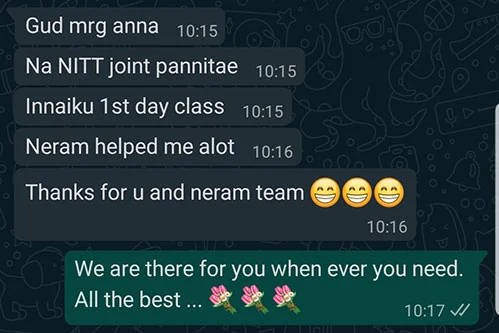 Gud mrg anna 10:15
Na NITT joint pannitae 10:15
Innaiku 1st day class 10:15
Neram helped me alot 10:16
Thanks for u and neram team 😁😁😁
10:16
We are there for you when ever you need.
All the best ... 💐💐💐 10:17